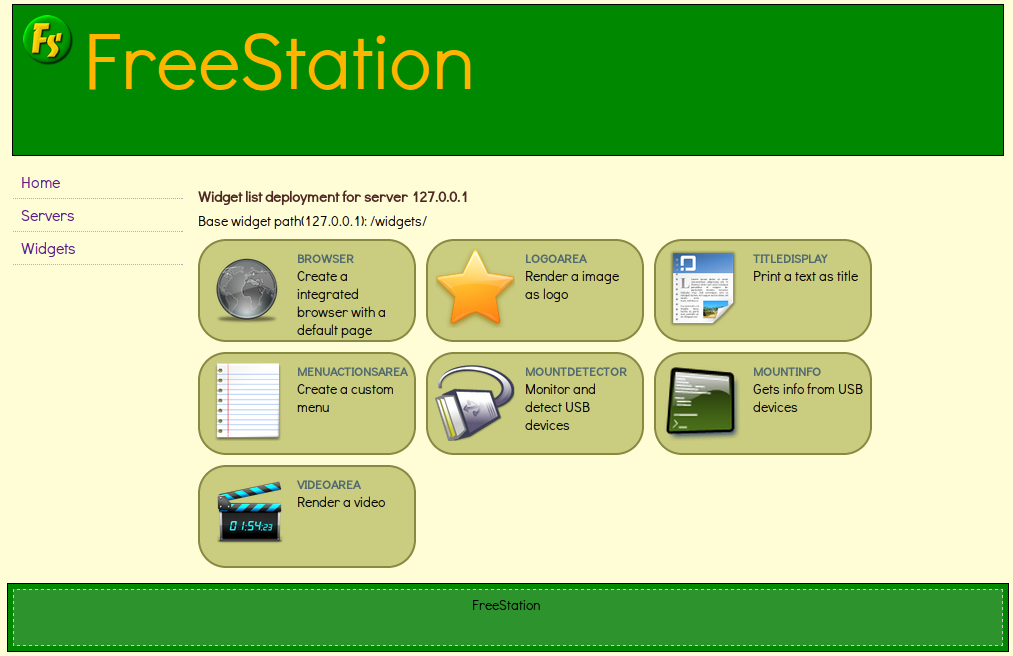 FS
FreeStation
Home
Servers
Widgets
Widget list deployment for server 127.0.0.1
Base widget path(127.0.0.1): /widgets/
BROWSER
Create a
integrated
browser with a
default page
LOGOAREA
Render a image
as logo
TITLEDISPLAY
Print a text as title
MENUACTIONSAREA
Create a custom
menu
MOUNTDETECTOR
Monitor and
detect USB
devices
MOUNTINFO
Gets info from USB
devices
VIDEOAREA
Render a video
01:54:23
FreeStation